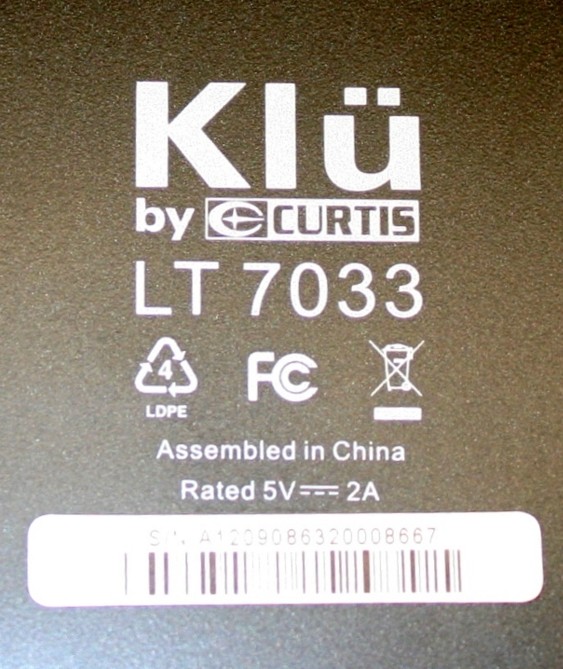 Klü
by CURTIS
LT 7033
4
LDPE
FC
Assembled in China
Rated 5V⎓2A
S/N A1209086320008667